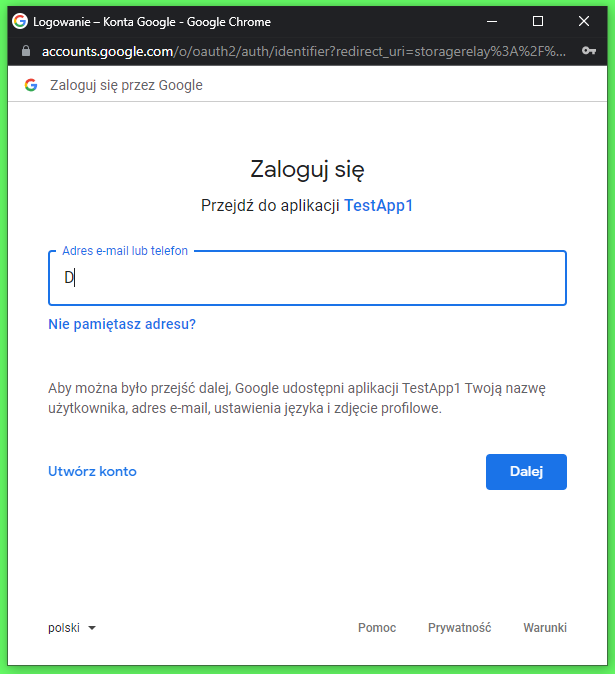 Logowanie – Konta Google - Google Chrome
accounts.google.com/o/oauth2/auth/identifier?redirect_uri=storagerelay%3A%2F%...
Zaloguj się przez Google
Zaloguj się
Przejdź do aplikacji TestApp1
Adres e-mail lub telefon
D
Nie pamiętasz adresu?
Aby można było przejść dalej, Google udostępni aplikacji TestApp1 Twoją nazwę
użytkownika, adres e-mail, ustawienia języka i zdjęcie profilowe.
Utwórz konto
Dalej
polski
Pomoc
Prywatność
Warunki